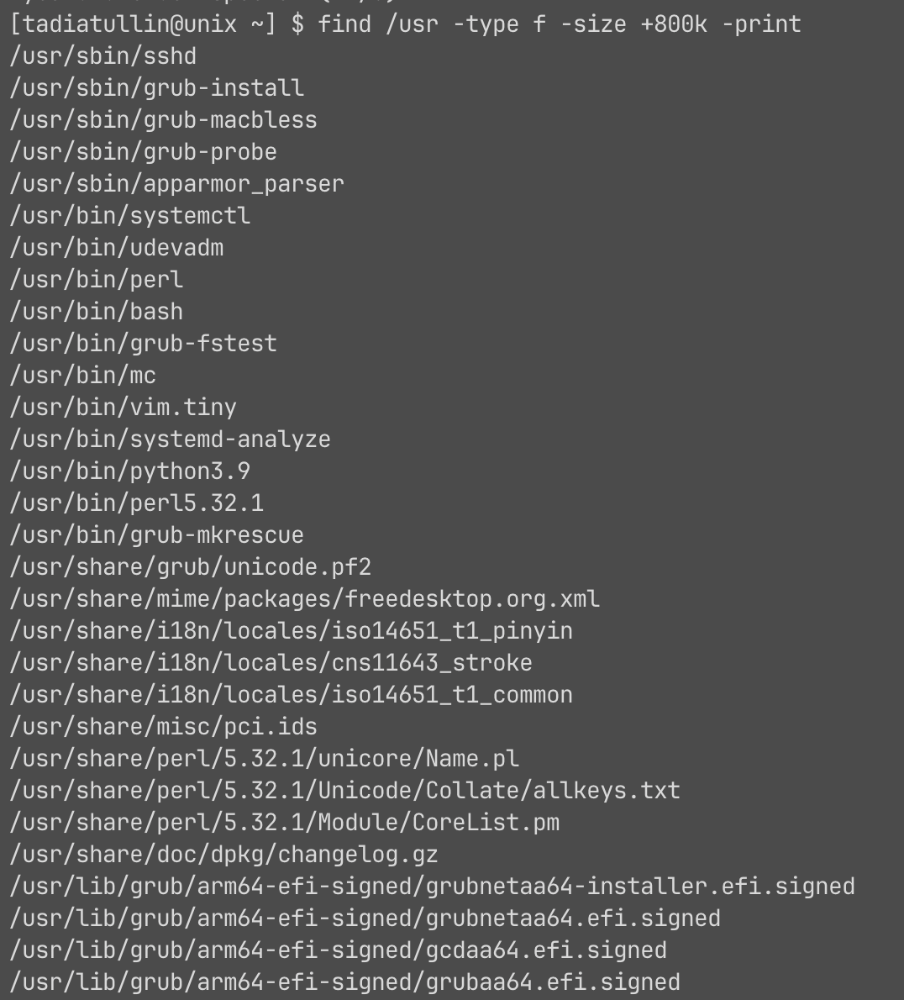 [tadiatullin@unix ~] $ find /usr -type f -size +800k -print
/usr/sbin/sshd
/usr/sbin/grub-install
/usr/sbin/grub-macbless
/usr/sbin/grub-probe
/usr/sbin/apparmor_parser
/usr/bin/systemctl
/usr/bin/udevadm
/usr/bin/perl
/usr/bin/bash
/usr/bin/grub-fstest
/usr/bin/mc
/usr/bin/vim.tiny
/usr/bin/systemd-analyze
/usr/bin/python3.9
/usr/bin/perl5.32.1
/usr/bin/grub-mkrescue
/usr/share/grub/unicode.pf2
/usr/share/mime/packages/freedesktop.org.xml
/usr/share/i18n/locales/iso14651_t1_pinyin
/usr/share/i18n/locales/cns11643_stroke
/usr/share/i18n/locales/iso14651_t1_common
/usr/share/misc/pci.ids
/usr/share/perl/5.32.1/unicore/Name.pl
/usr/share/perl/5.32.1/Unicode/Collate/allkeys.txt
/usr/share/perl/5.32.1/Module/CoreList.pm
/usr/share/doc/dpkg/changelog.gz
/usr/lib/grub/arm64-efi-signed/grubnetaa64-installer.efi.signed
/usr/lib/grub/arm64-efi-signed/grubnetaa64.efi.signed
/usr/lib/grub/arm64-efi-signed/gcdaa64.efi.signed
/usr/lib/grub/arm64-efi-signed/grubaa64.efi.signed